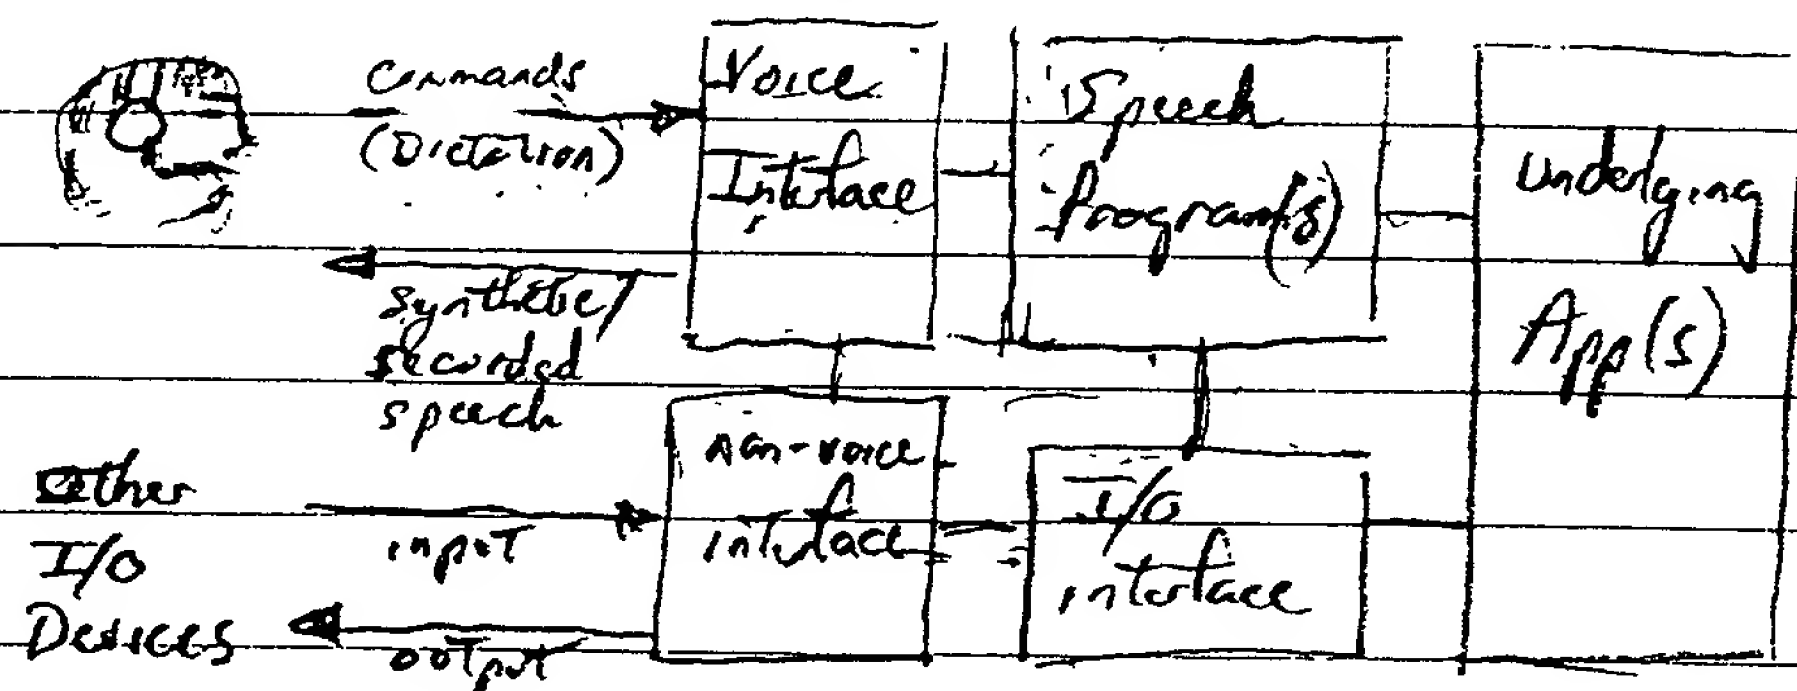 Commands
(Dictation)
Voice
Interface
Speech
Program(s)
Underlying
App(s)
synthetic/
recorded
speech
Other
I/O
Devices
input
output
non-voice
interface
I/O
interface